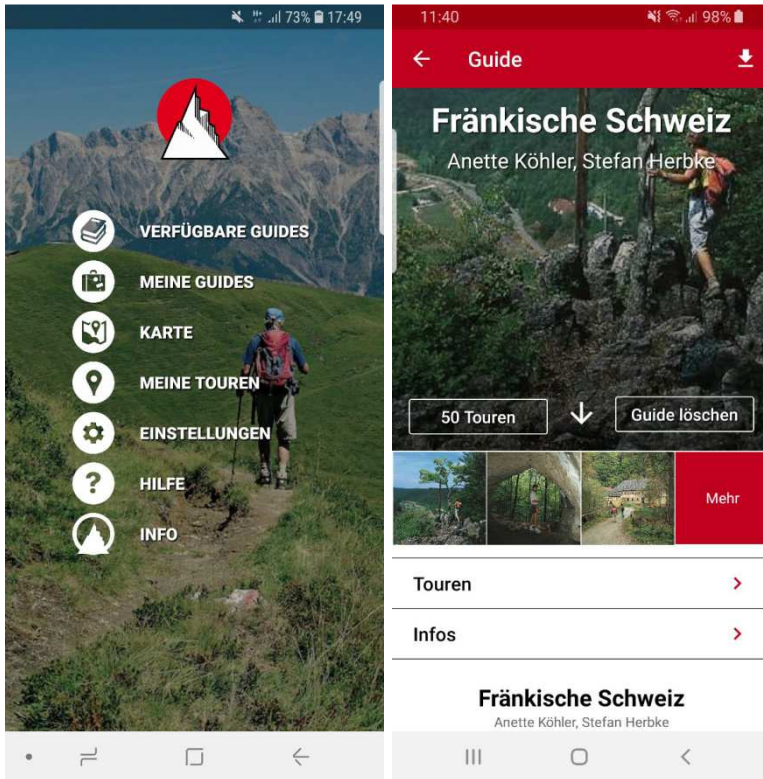 73% 17:49
VERFÜGBARE GUIDES
MEINE GUIDES
KARTE
MEINE TOUREN
EINSTELLUNGEN
HILFE
INFO
11:40 98%
Guide
Fränkische Schweiz
Anette Köhler, Stefan Herbke
50 Touren
Guide löschen
Mehr
Touren
Infos
Fränkische Schweiz
Anette Köhler, Stefan Herbke